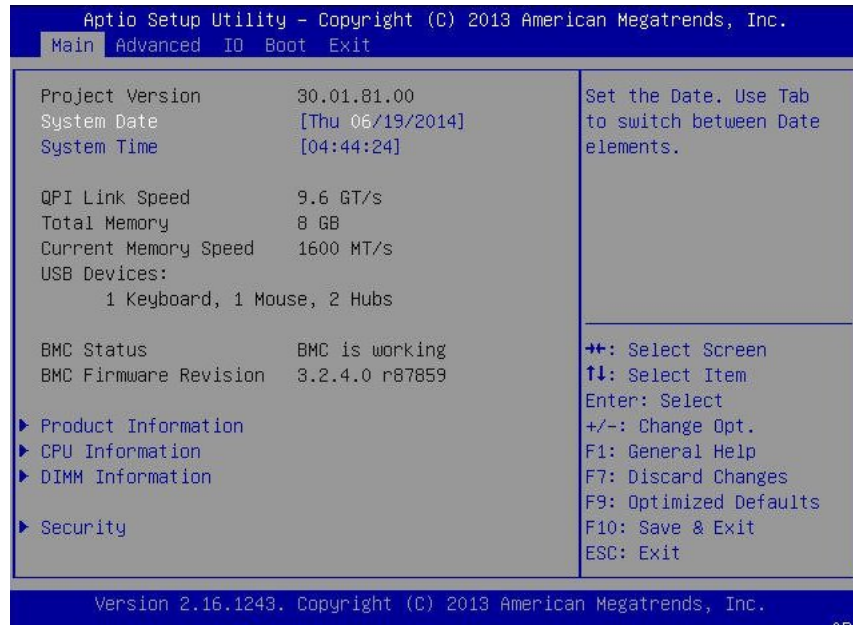 Aptio Setup Utility – Copyright (C) 2013 American Megatrends, Inc.
Main Advanced IO Boot Exit
Project Version 30.01.81.00
System Date [Thu 06/19/2014]
System Time [04:44:24]
QPI Link Speed 9.6 GT/s
Total Memory 8 GB
Current Memory Speed 1600 MT/s
USB Devices:
1 Keyboard, 1 Mouse, 2 Hubs
BMC Status BMC is working
BMC Firmware Revision 3.2.4.0 r87859
Product Information
CPU Information
DIMM Information
Security
Set the Date. Use Tab
to switch between Date
elements.
→←: Select Screen
↑↓: Select Item
Enter: Select
+/-: Change Opt.
F1: General Help
F7: Discard Changes
F9: Optimized Defaults
F10: Save & Exit
ESC: Exit
Version 2.16.1243. Copyright (C) 2013 American Megatrends, Inc.